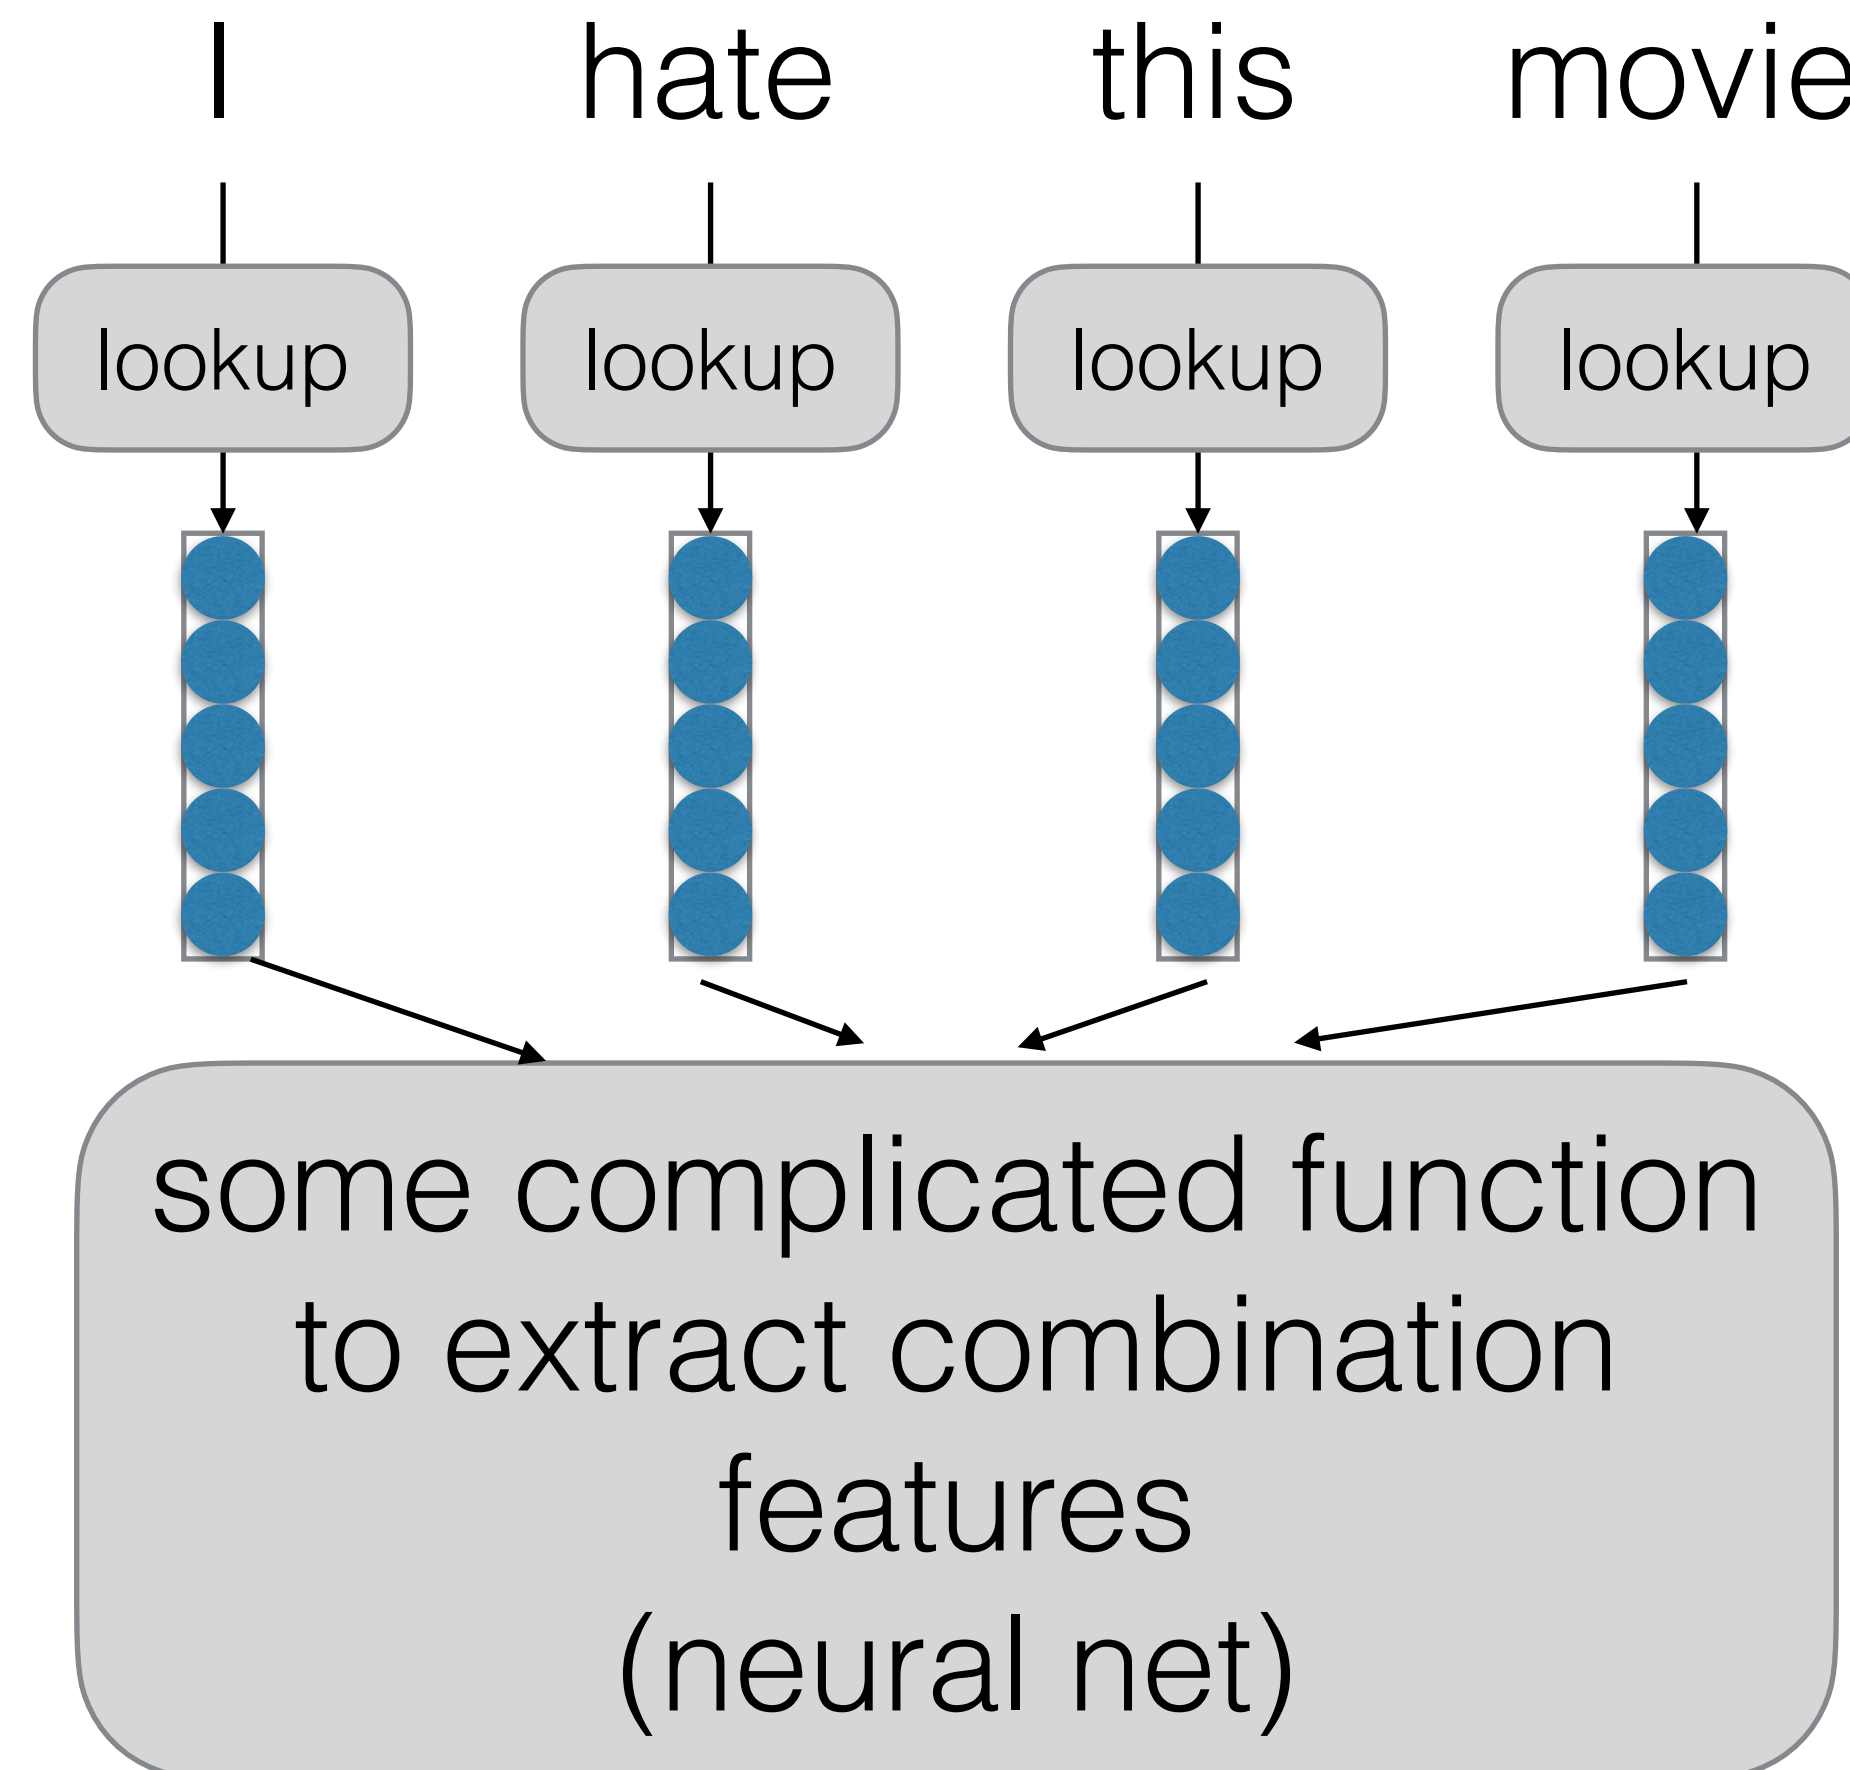 I hate this movie
lookup lookup lookup lookup
some complicated function
to extract combination
features
(neural net)